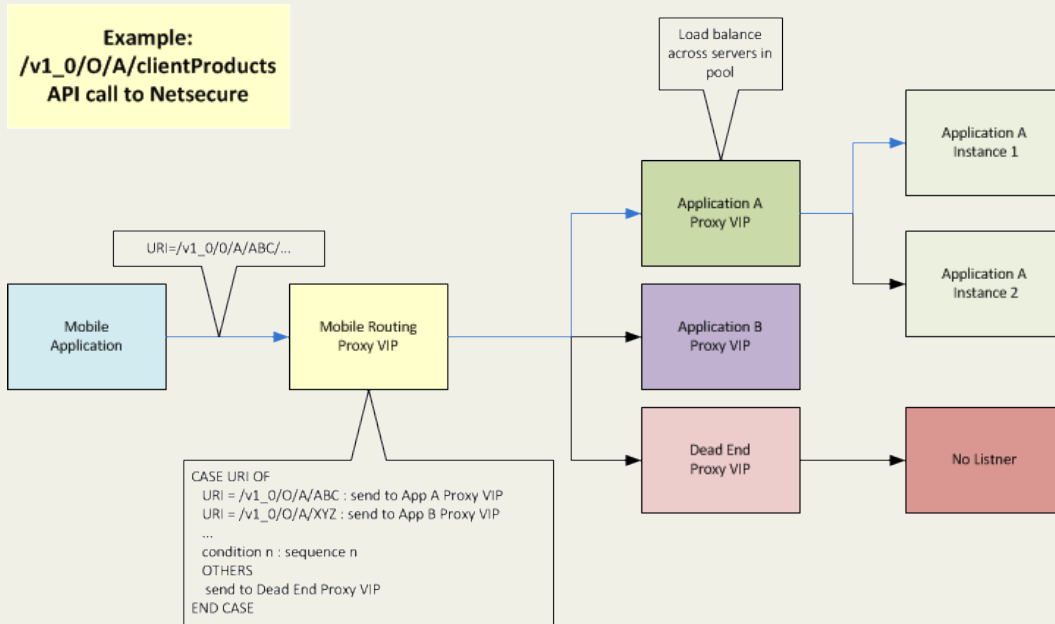 Example:
/v1_0/O/A/clientProducts
API call to Netsecure
Load balance
across servers in
pool
Application A
Instance 1
Application A
Proxy VIP
URI=/v1_0/0/A/ABC/...
Application A
Instance 2
Mobile
Application
Mobile Routing
Proxy VIP
Application B
Proxy VIP
Dead End
Proxy VIP
No Listner
CASE URI OF
URI = /v1_0/O/A/ABC : send to App A Proxy VIP
URI = /v1_0/O/A/XYZ : send to App B Proxy VIP
...
condition n : sequence n
OTHERS
send to Dead End Proxy VIP
END CASE